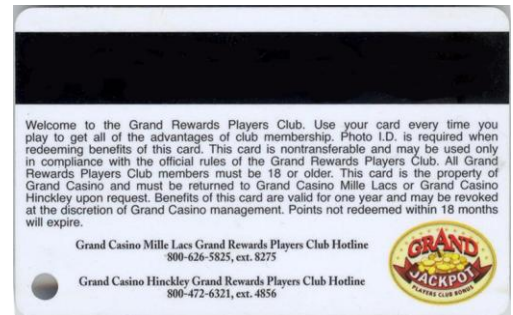 Welcome to the Grand Rewards Players Club. Use your card every time you
play to get all of the advantages of club membership. Photo I.D. is required when
redeeming benefits of this card. This card is nontransferable and may be used only
in compliance with the official rules of the Grand Rewards Players Club. All Grand
Rewards Players Club members must be 18 or older. This card is the property of
Grand Casino and must be returned to Grand Casino Mille Lacs or Grand Casino
Hinckley upon request. Benefits of this card are valid for one year and may be revoked
at the discretion of Grand Casino management. Points not redeemed within 18 months
will expire.
Grand Casino Mille Lacs Grand Rewards Players Club Hotline
800-626-5825, ext. 8275
Grand Casino Hinckley Grand Rewards Players Club Hotline
800-472-6321, ext. 4856
GRAND
JACKPOT
PLAYERS CLUB BONUS